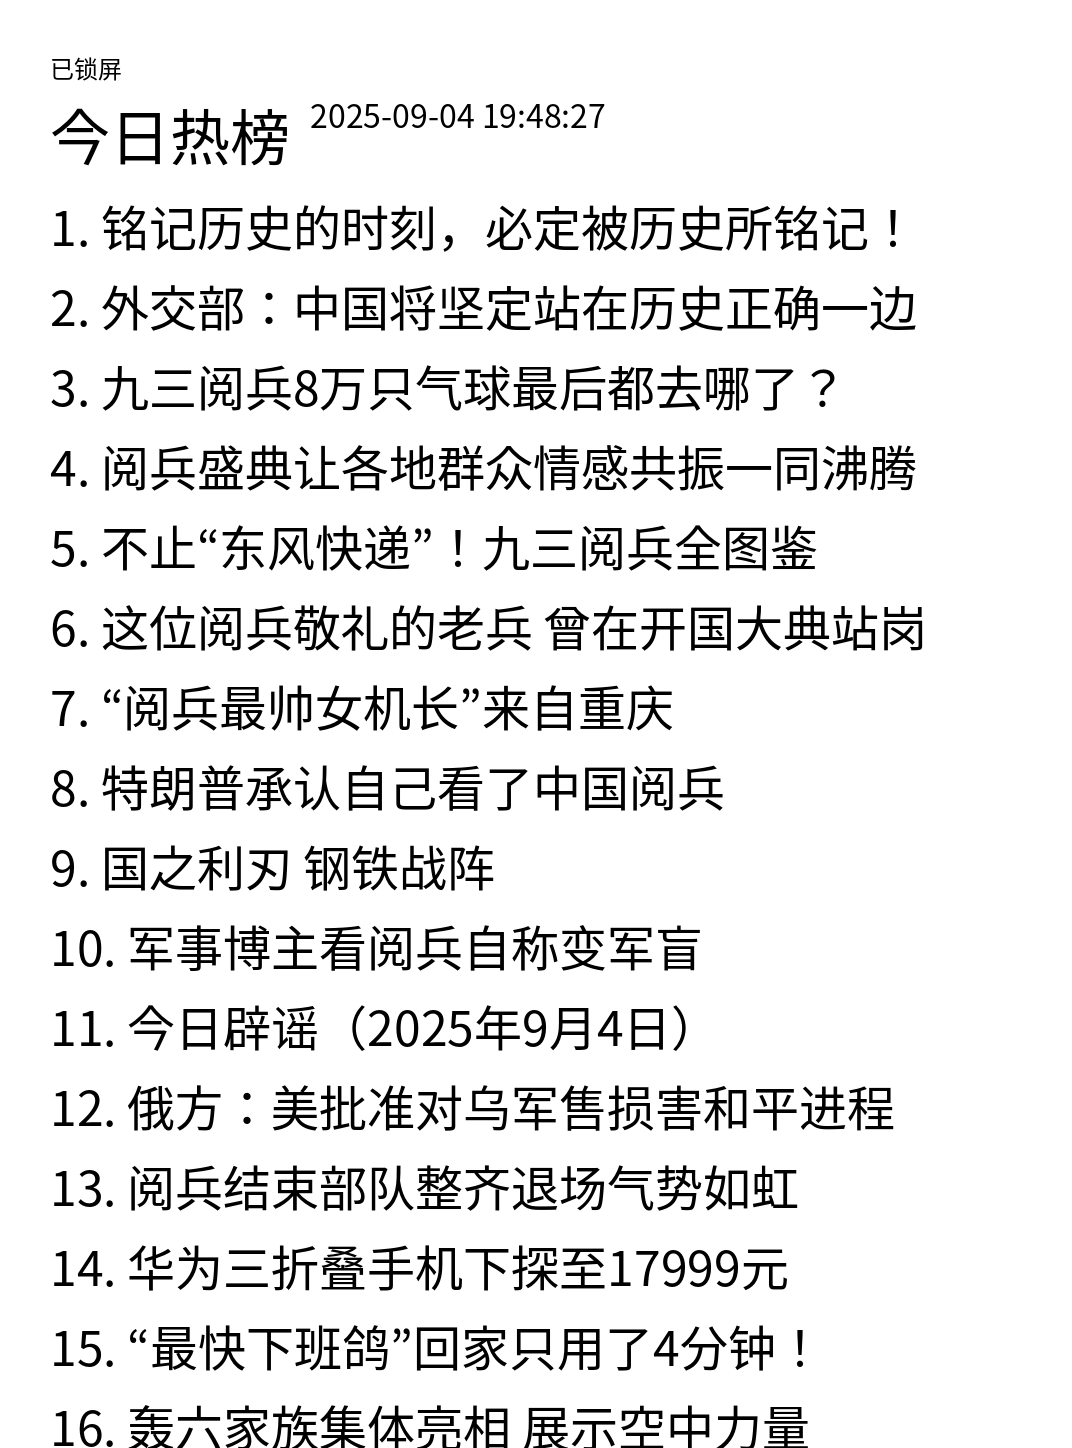 已锁屏
今日热榜 2025-09-04 19:48:27
1. 铭记历史的时刻，必定被历史所铭记！
2. 外交部：中国将坚定站在历史正确一边
3. 九三阅兵8万只气球最后都去哪了？
4. 阅兵盛典让各地群众情感共振一同沸腾
5. 不止“东风快递”！九三阅兵全图鉴
6. 这位阅兵敬礼的老兵 曾在开国大典站岗
7. “阅兵最帅女机长”来自重庆
8. 特朗普承认自己看了中国阅兵
9. 国之利刃 钢铁战阵
10. 军事博主看阅兵自称变军盲
11. 今日辟谣（2025年9月4日）
12. 俄方：美批准对乌军售损害和平进程
13. 阅兵结束部队整齐退场气势如虹
14. 华为三折叠手机下探至17999元
15. “最快下班鸽”回家只用了4分钟！
16. 轰六家族集体亮相 展示空中力量